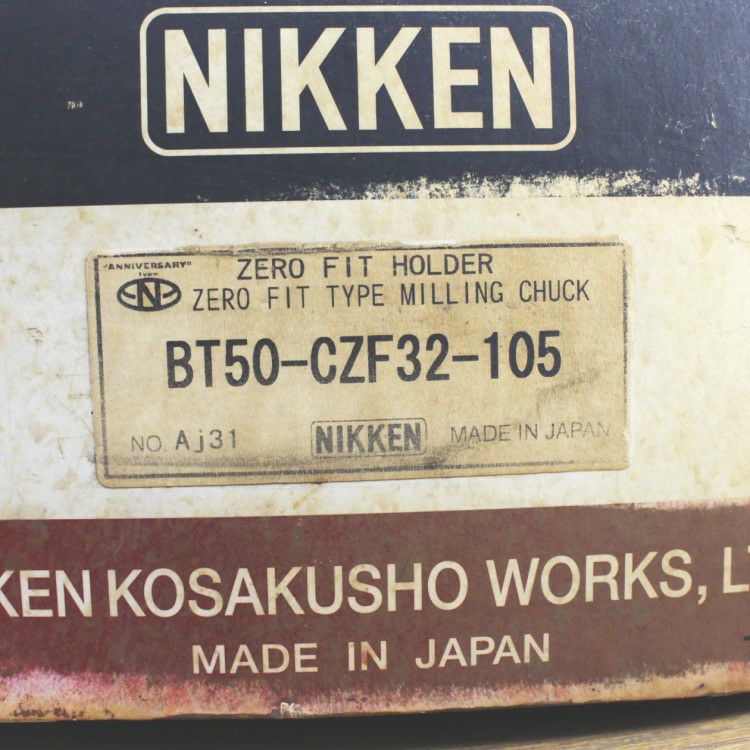 NIKKEN
"ANNIVERSARY"
TYPE
N
ZERO FIT HOLDER
ZERO FIT TYPE MILLING CHUCK
BT50-CZF32-105
NO. Aj31
NIKKEN
MADE IN JAPAN
KEN KOSAKUSHO WORKS, L
MADE IN JAPAN